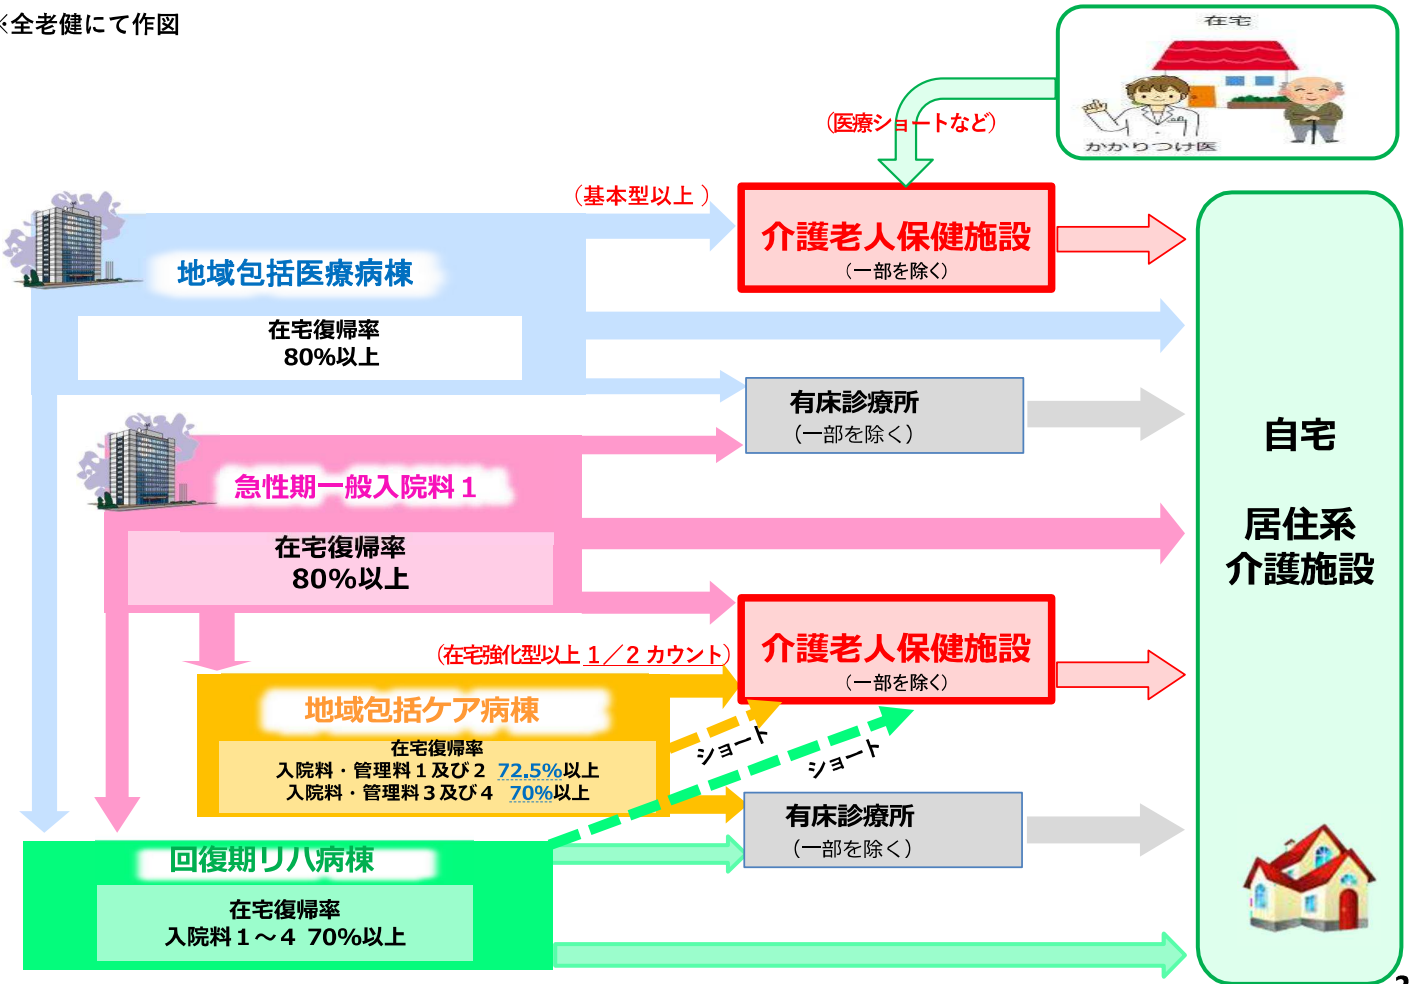 ※全老健にて作図
在宅
かかりつけ医
（医療ショートなど）
（基本型以上 ）
介護老人保健施設
（一部を除く）
地域包括医療病棟
在宅復帰率
80%以上
有床診療所
（一部を除く）
急性期一般入院料１
在宅復帰率
80%以上
自宅
居住系
介護施設
（在宅強化型以上 １／２ カウント）
介護老人保健施設
（一部を除く）
地域包括ケア病棟
在宅復帰率
入院料・管理料１及び２ 72.5%以上
入院料・管理料３及び４ 70%以上
ショート
ショート
有床診療所
（一部を除く）
回復期リハ病棟
在宅復帰率
入院料１～４ 70%以上